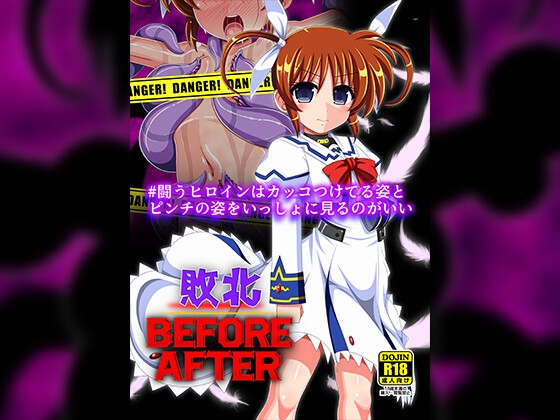 DANGER! DANGER! DANGER!
DANGER
#闘うヒロインはカッコつけてる姿と
ピンチの姿をいっしょに見るのがいい
敗北
BEFORE
AFTER
DOJIN
R18
成人向け